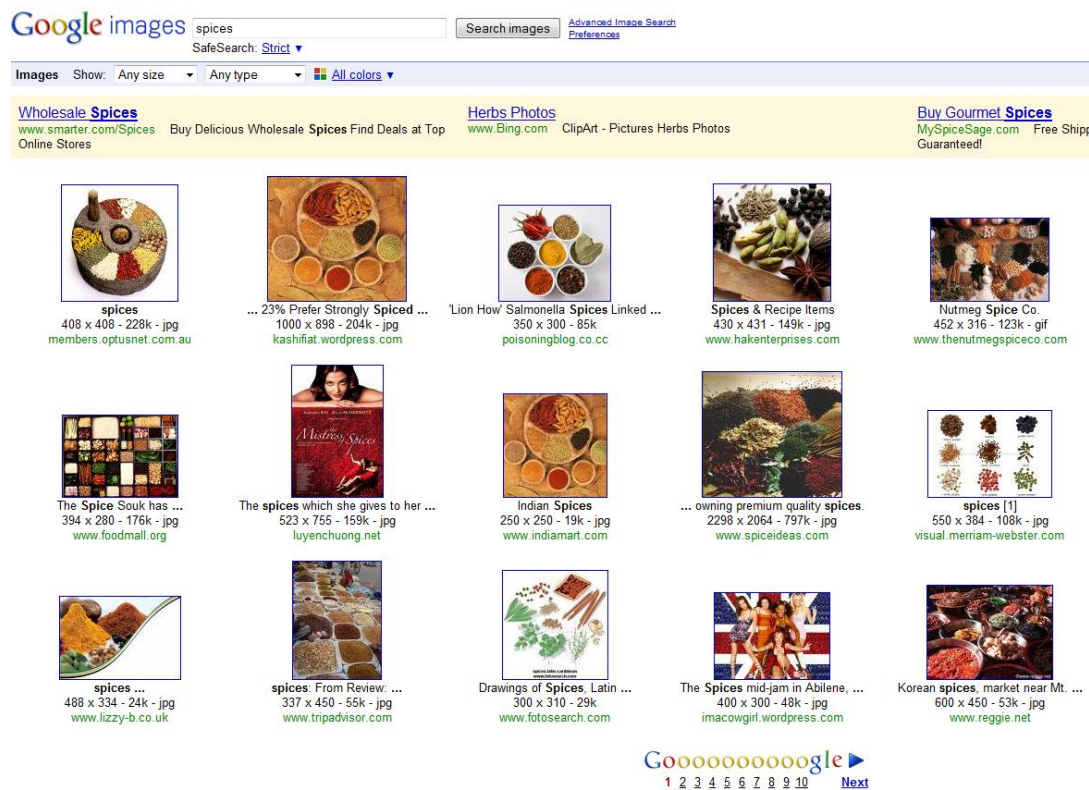 Google images
spices
Search images
Advanced Image Search
Preferences
SafeSearch: Strict ▼
Images Show: Any size Any type All colors ▼
Wholesale Spices
www.smarter.com/Spices Buy Delicious Wholesale Spices Find Deals at Top
Online Stores
Herbs Photos
www.Bing.com ClipArt - Pictures Herbs Photos
Buy Gourmet Spices
MySpiceSage.com Free Shipp
Guaranteed!
spices
408 x 408 - 228k - jpg
members.optusnet.com.au
... 23% Prefer Strongly Spiced ...
1000 x 898 - 204k - jpg
kashifiat.wordpress.com
'Lion How' Salmonella Spices Linked ...
350 x 300 - 85k
poisoningblog.co.cc
Spices & Recipe Items
430 x 431 - 149k - jpg
www.hakenterprises.com
Nutmeg Spice Co.
452 x 316 - 123k - gif
www.thenutmegspiceco.com
The Spice Souk has ...
394 x 280 - 176k - jpg
www.foodmall.org
Mistress Spices
The spices which she gives to her ...
523 x 755 - 159k - jpg
luyenchuong.net
Indian Spices
250 x 250 - 19k - jpg
www.indiamart.com
... owning premium quality spices.
2298 x 2064 - 797k - jpg
www.spiceideas.com
spices [1]
550 x 384 - 108k - jpg
visual.merriam-webster.com
spices ...
488 x 334 - 24k - jpg
www.lizzy-b.co.uk
spices: From Review: ...
337 x 450 - 55k - jpg
www.tripadvisor.com
www.fotosearch.com
Drawings of Spices, Latin ...
300 x 310 - 29k
www.fotosearch.com
The Spices mid-jam in Abilene, ...
400 x 300 - 48k - jpg
imacowgirl.wordpress.com
©www.reggie.net
Korean spices, market near Mt. ...
600 x 450 - 53k - jpg
www.reggie.net
Goooooooooogle
1 2 3 4 5 6 7 8 9 10 Next